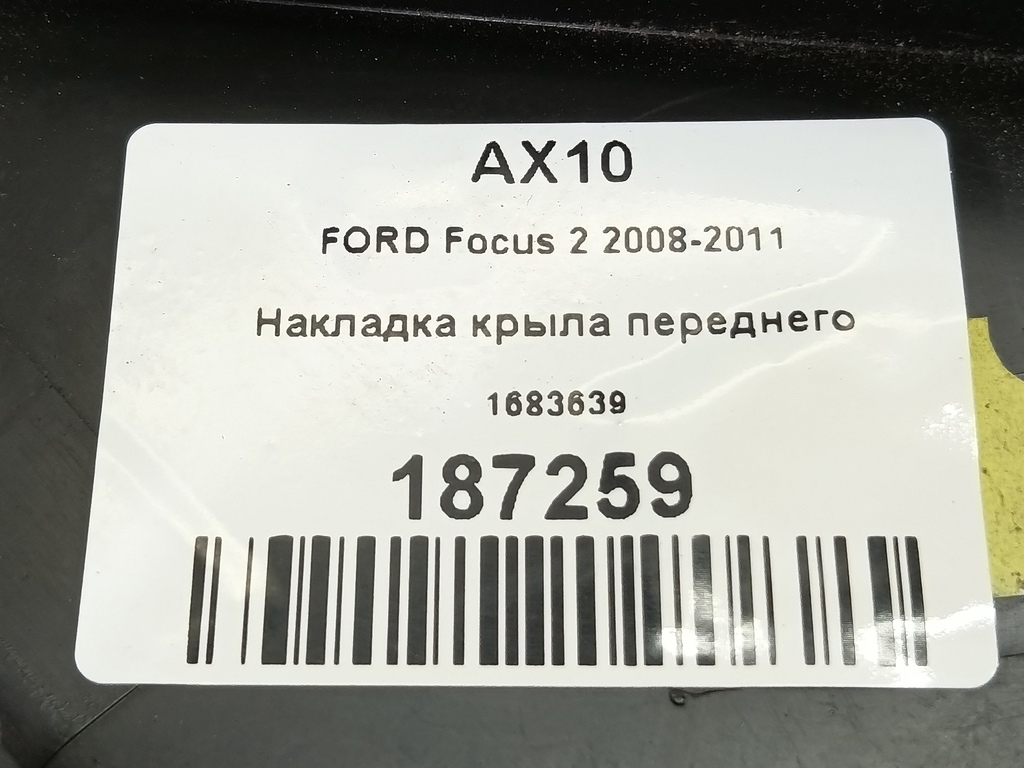 AX10
FORD Focus 2 2008-2011
Накладка крыла переднего
1683639
187259